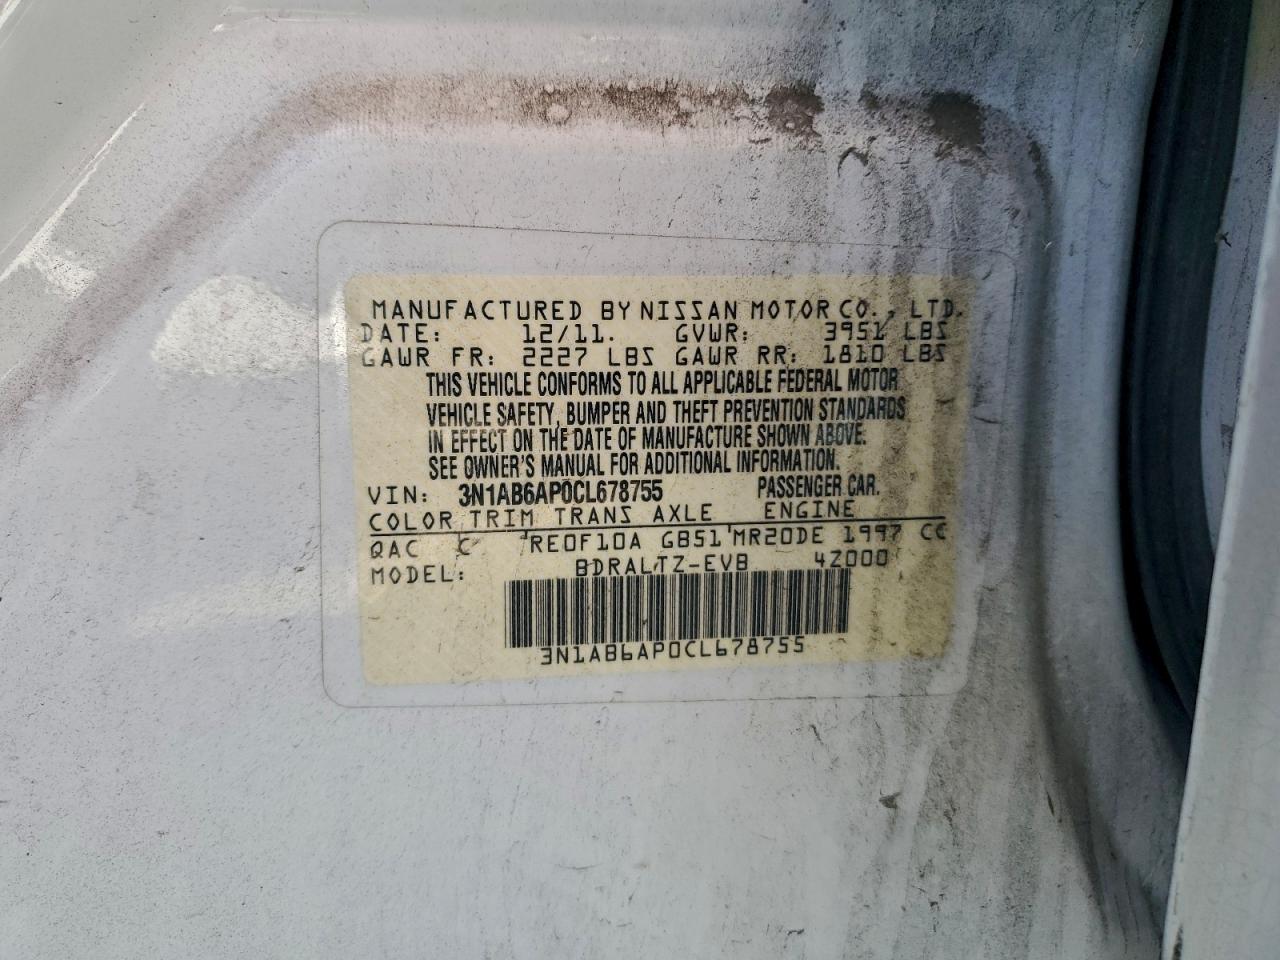 MANUFACTURED BY NISSAN MOTOR CO., LTD.
DATE: 12/11. GVWR: 3951 LBS
GAWR FR: 2227 LBS GAWR RR: 1810 LBS
THIS VEHICLE CONFORMS TO ALL APPLICABLE FEDERAL MOTOR
VEHICLE SAFETY, BUMPER AND THEFT PREVENTION STANDARDS
IN EFFECT ON THE DATE OF MANUFACTURE SHOWN ABOVE.
SEE OWNER'S MANUAL FOR ADDITIONAL INFORMATION.
VIN: 3N1AB6AP0CL678755 PASSENGER CAR.
COLOR TRIM TRANS AXLE ENGINE
QAC C RE0F10A GB51 MR20DE 1997 CC
MODEL: BDRALTZ-EVB 4Z000
3N1AB6AP0CL678755